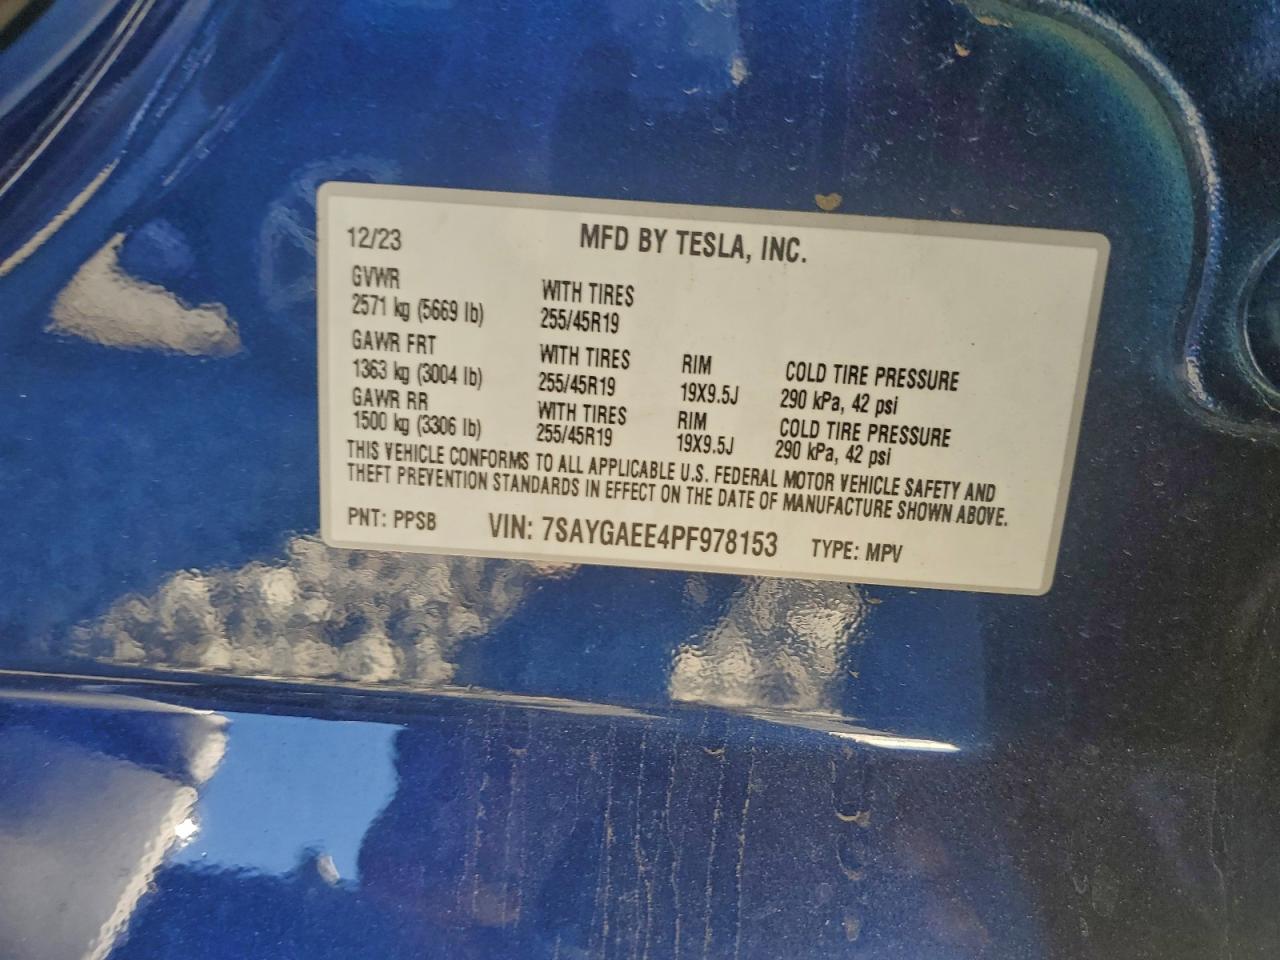 12/23 MFD BY TESLA, INC.
GVWR WITH TIRES
2571 kg (5669 lb) 255/45R19
GAWR FRT WITH TIRES RIM COLD TIRE PRESSURE
1363 kg (3004 lb) 255/45R19 19X9.5J 290 kPa, 42 psi
GAWR RR WITH TIRES RIM COLD TIRE PRESSURE
1500 kg (3306 lb) 255/45R19 19X9.5J 290 kPa, 42 psi
THIS VEHICLE CONFORMS TO ALL APPLICABLE U.S. FEDERAL MOTOR VEHICLE SAFETY AND
THEFT PREVENTION STANDARDS IN EFFECT ON THE DATE OF MANUFACTURE SHOWN ABOVE.
PNT: PPSB VIN: 7SAYGAEE4PF978153 TYPE: MPV